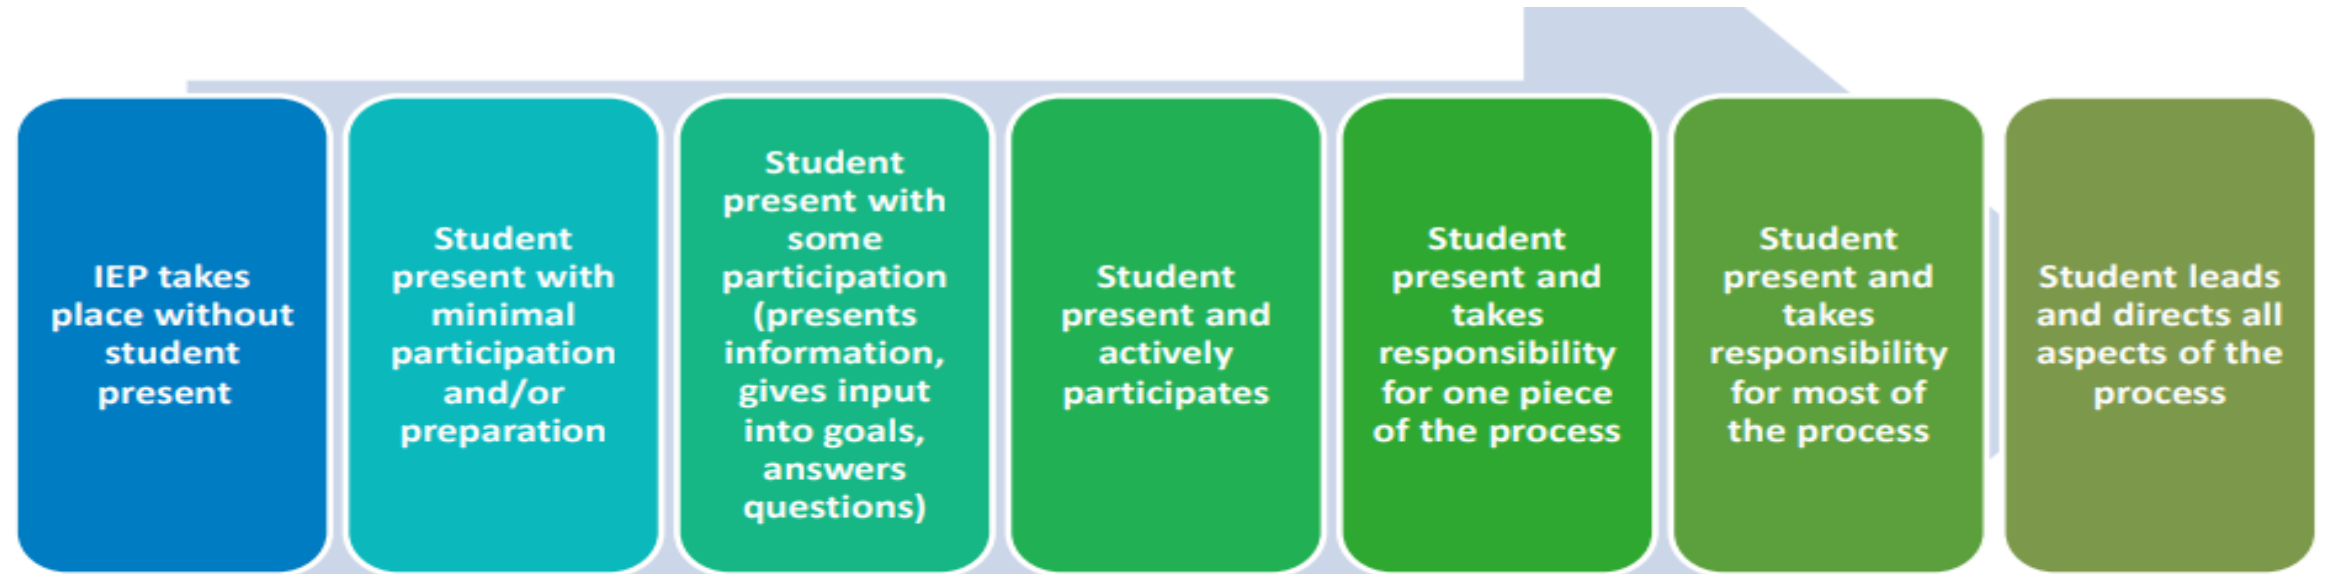 IEP takes
place without
student
present
Student
present with
minimal
participation
and/or
preparation
Student
present with
some
participation
(presents
information,
gives input
into goals,
answers
questions)
Student
present and
actively
participates
Student
present and
takes
responsibility
for one piece
of the process
Student
present and
takes
responsibility
for most of
the process
Student leads
and directs all
aspects of the
process